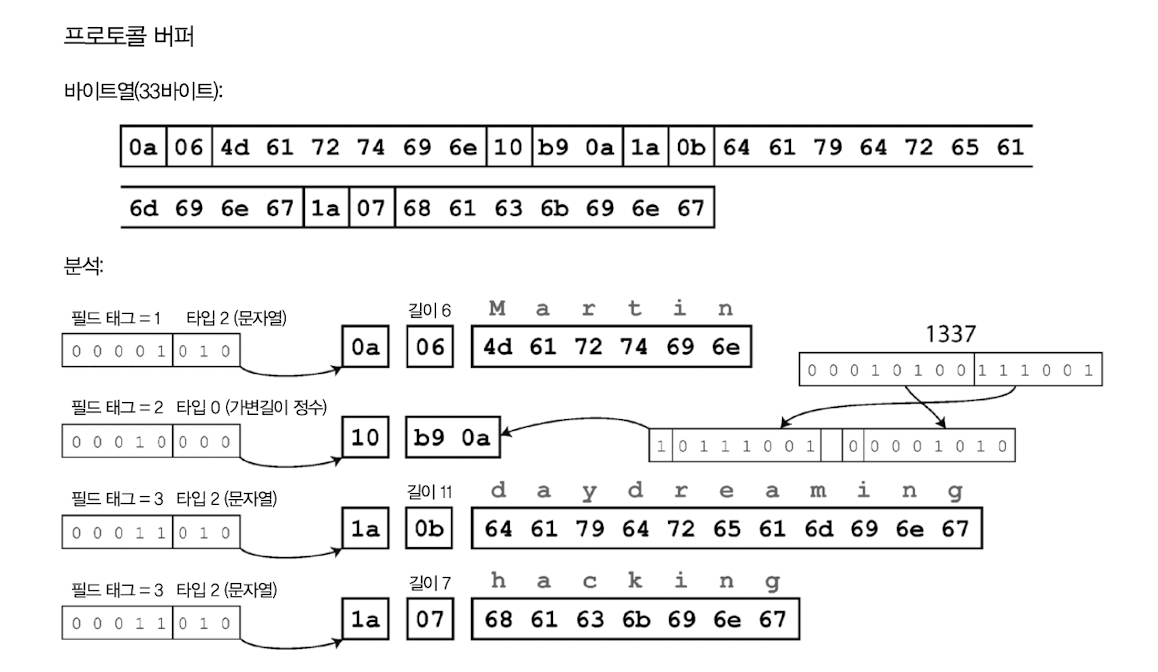 프로토콜 버퍼
바이트열(33바이트):
0a 06 4d 61 72 74 69 6e 10 b9 0a 1a 0b 64 61 79 64 72 65 61
6d 69 6e 67 1a 07 68 61 63 6b 69 6e 67
분석:
필드 태그 = 1 타입 2 (문자열) 길이 6 M a r t i n
0 0 0 0 1 0 1 0 0a 06 4d 61 72 74 69 6e
1337
0 0 0 1 0 1 0 0 1 1 1 0 0 1
필드 태그 = 2 타입 0 (가변길이 정수)
0 0 0 1 0 0 0 0 10 b9 0a 1 0 1 1 1 0 0 1 0 0 0 0 1 0 1 0
필드 태그 = 3 타입 2 (문자열) 길이 11 d a y d r e a m i n g
0 0 0 1 1 0 1 0 1a 0b 64 61 79 64 72 65 61 6d 69 6e 67
필드 태그 = 3 타입 2 (문자열) 길이 7 h a c k i n g
0 0 0 1 1 0 1 0 1a 07 68 61 63 6b 69 6e 67